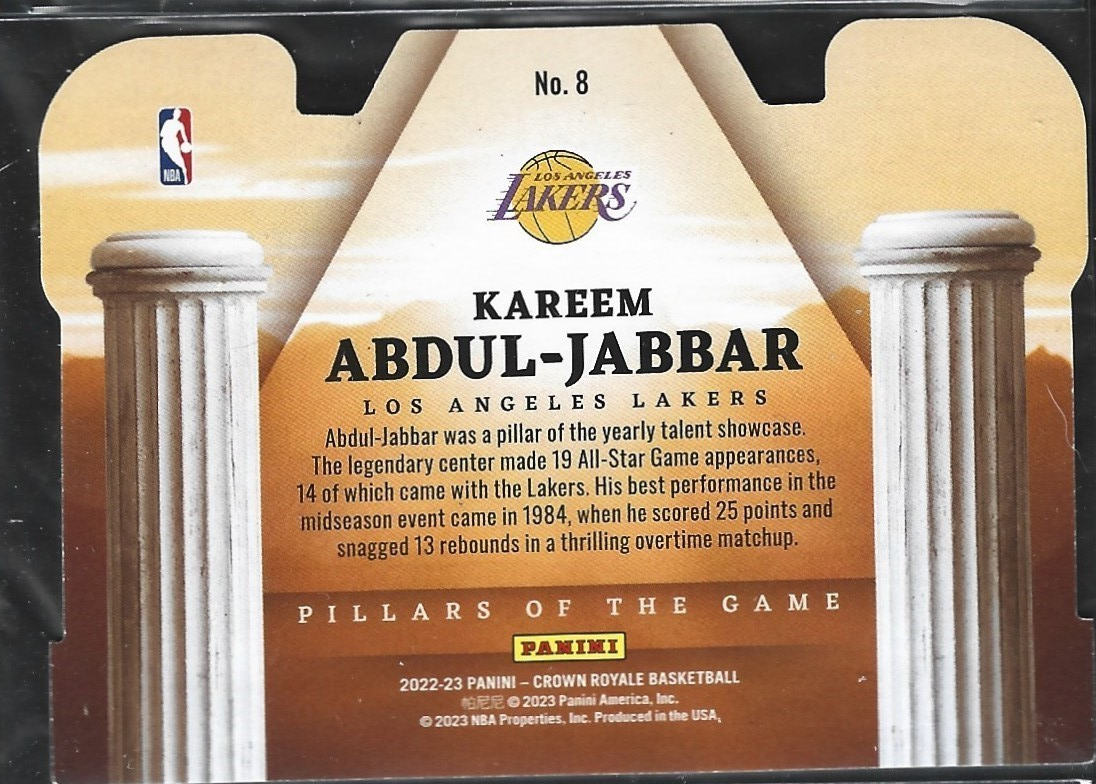 No. 8
NBA
LOS ANGELES
LAKERS
KAREEM
ABDUL-JABBAR
LOS ANGELES LAKERS
Abdul-Jabbar was a pillar of the yearly talent showcase.
The legendary center made 19 All-Star Game appearances,
14 of which came with the Lakers. His best performance in the
midseason event came in 1984, when he scored 25 points and
snagged 13 rebounds in a thrilling overtime matchup.
PILLARS OF THE GAME
PANINI
2022-23 PANINI – CROWN ROYALE BASKETBALL
帕尼尼 © 2023 Panini America, Inc.
© 2023 NBA Properties, Inc. Produced in the USA.